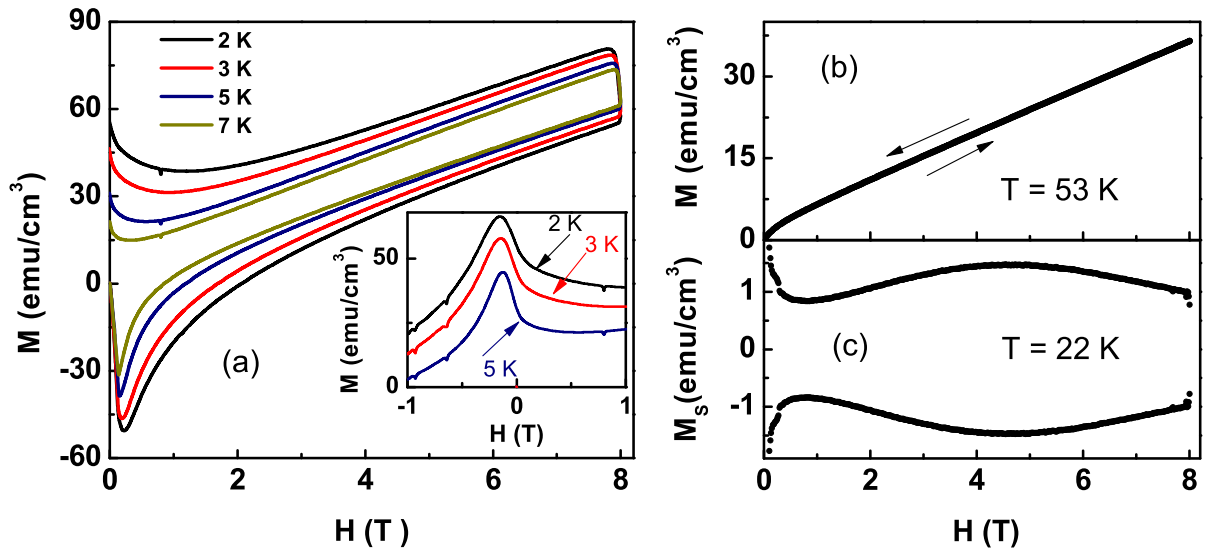 90
60
30
0
-30
-60
M (emu/cm³)
2 K
3 K
5 K
7 K
(a)
0 2 4 6 8
H (T )
50
0
M (emu/cm³)
2 K
3 K
5 K
-1 0 1
H (T)
30
15
0
M (emu/cm³)
(b)
T = 53 K
1
0
-1
M_S(emu/cm³)
(c)
T = 22 K
0 2 4 6 8
H (T)